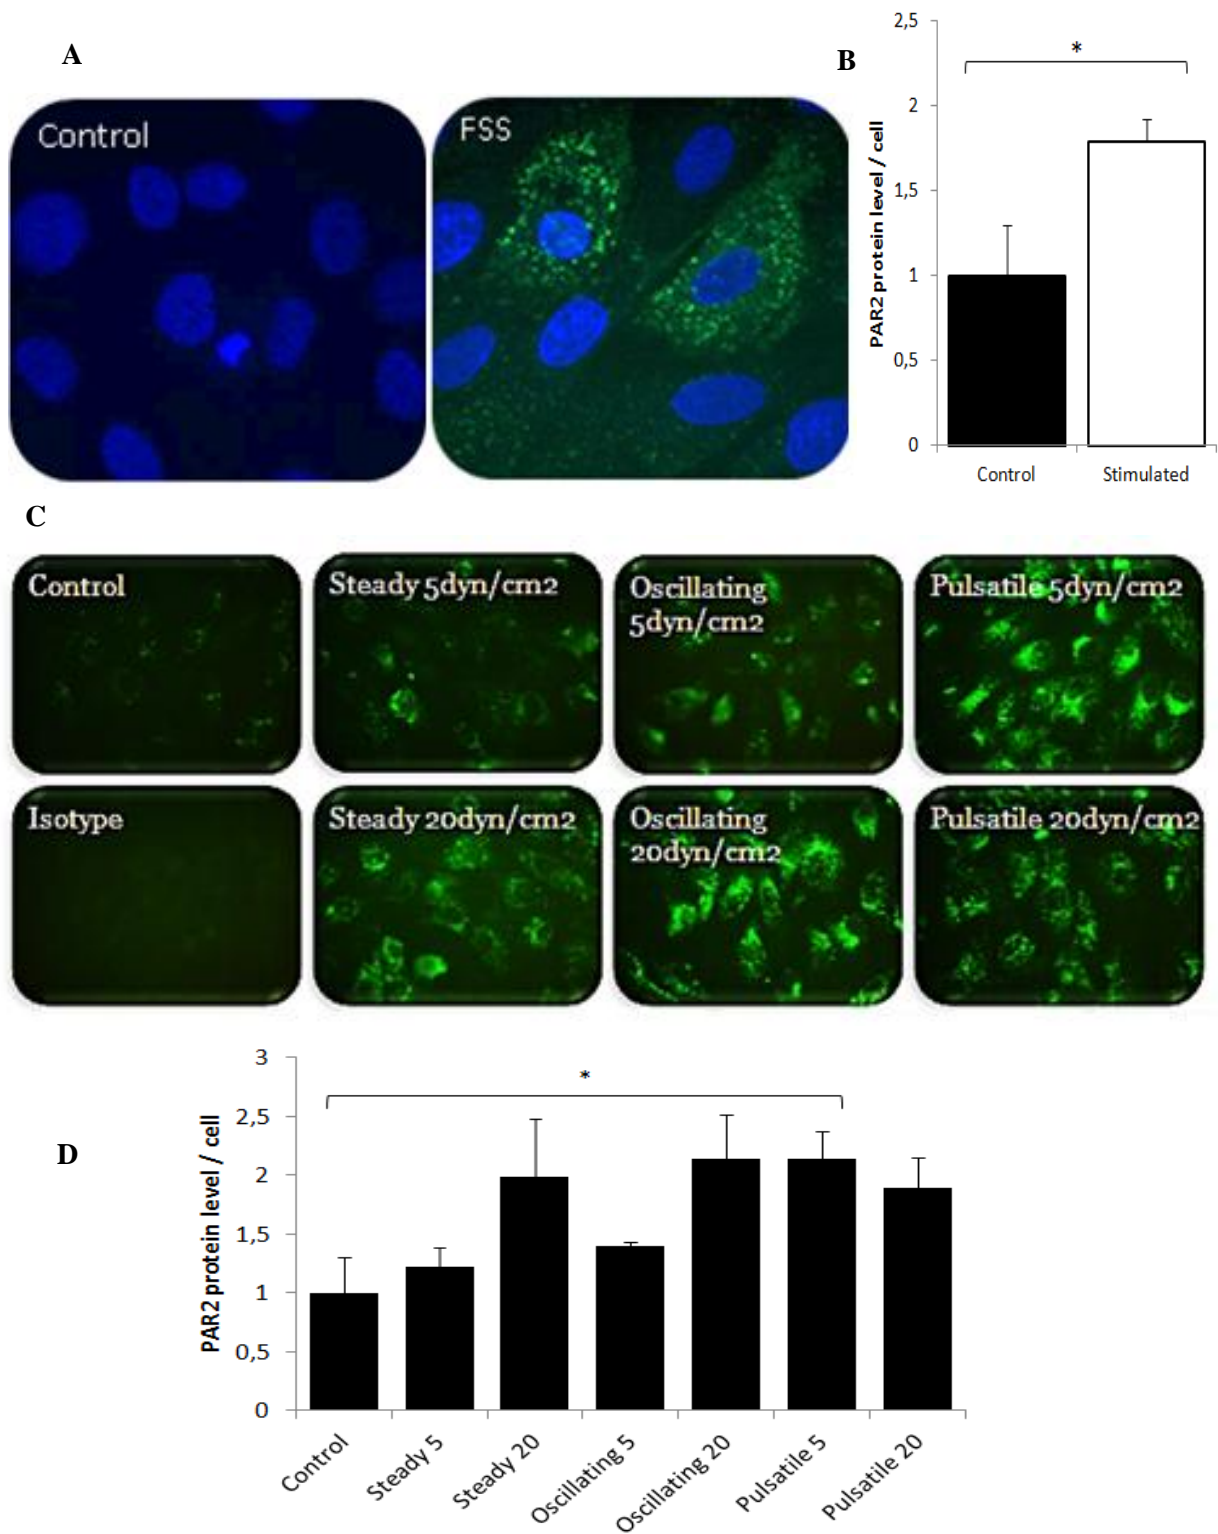 A
Control
FSS
B
2,5
2
1,5
1
0,5
0
PAR2 protein level / cell
*
Control
Stimulated
C
Control
Steady 5dyn/cm2
Oscillating
5dyn/cm2
Pulsatile 5dyn/cm2
Isotype
Steady 20dyn/cm2
Oscillating
20dyn/cm2
Pulsatile 20dyn/cm2
D
3
2,5
2
1,5
1
0,5
0
PAR2 protein level / cell
*
Control
Steady 5
Steady 20
Oscillating 5
Oscillating 20
Pulsatile 5
Pulsatile 20